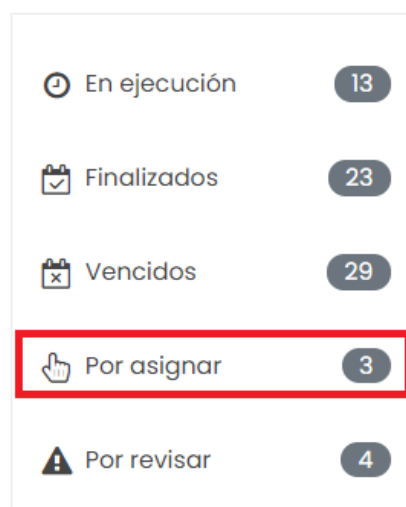 En ejecución 13
Finalizados 23
Vencidos 29
Por asignar 3
Por revisar 4